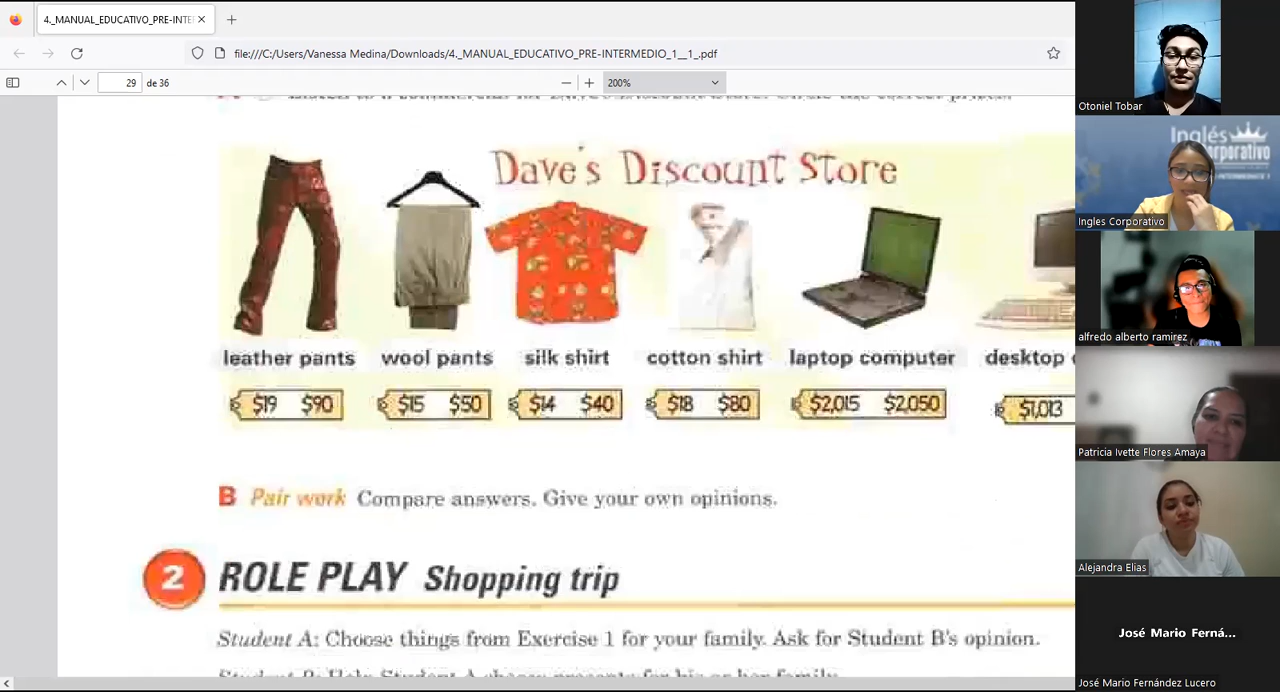 4._MANUAL_EDUCATIVO_PRE-INTE
file:///C:/Users/Vanessa Medina/Downloads/4._MANUAL_EDUCATIVO_PRE-INTERMEDIO_1__1_.pdf
29 de 36
200%
Dave's Discount Store
leather pants wool pants silk shirt cotton shirt laptop computer desktop
$19 $90 $15 $50 $14 $40 $18 $80 $2,015 $2,050 $1,013
B Pair work Compare answers. Give your own opinions.
2 ROLE PLAY Shopping trip
Student A: Choose things from Exercise 1 for your family. Ask for Student B's opinion.
Otoniel Tobar
Inglés
Corporativo
Ingles Corporativo
alfredo alberto ramirez
Patricia Ivette Flores Amaya
Alejandra Elias
José Mario Ferná...
José Mario Fernández Lucero